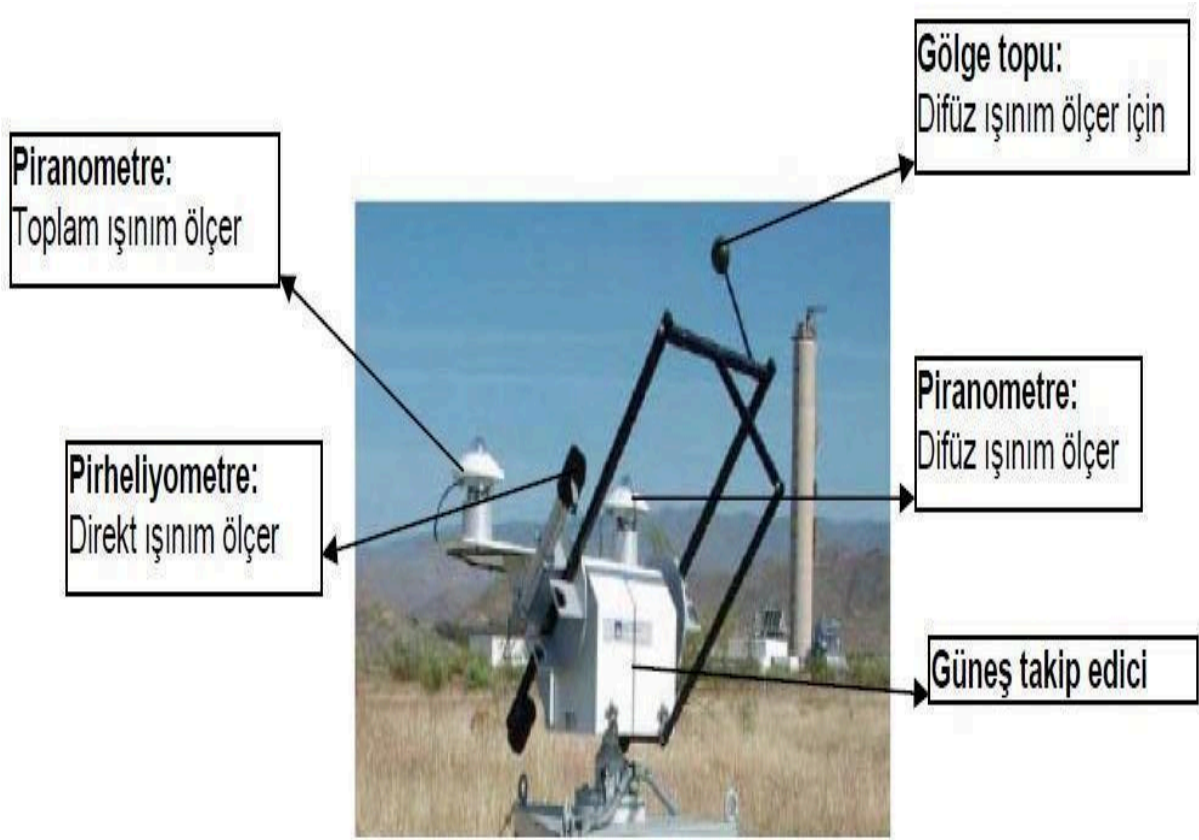 Gölge topu:
Difüz ışınım ölçer için
Piranometre:
Toplam ışınım ölçer
Piranometre:
Difüz ışınım ölçer
Pirheliyometre:
Direkt ışınım ölçer
Güneş takip edici